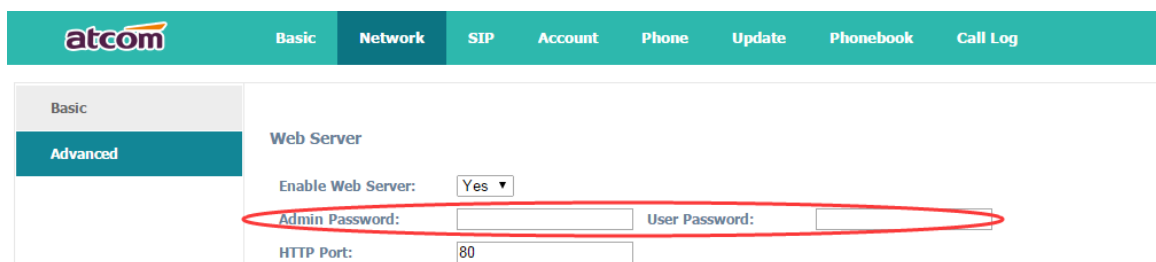 atcom Basic Network SIP Account Phone Update Phonebook Call Log
Basic
Advanced
Web Server
Enable Web Server: Yes
Admin Password: User Password:
HTTP Port: 80